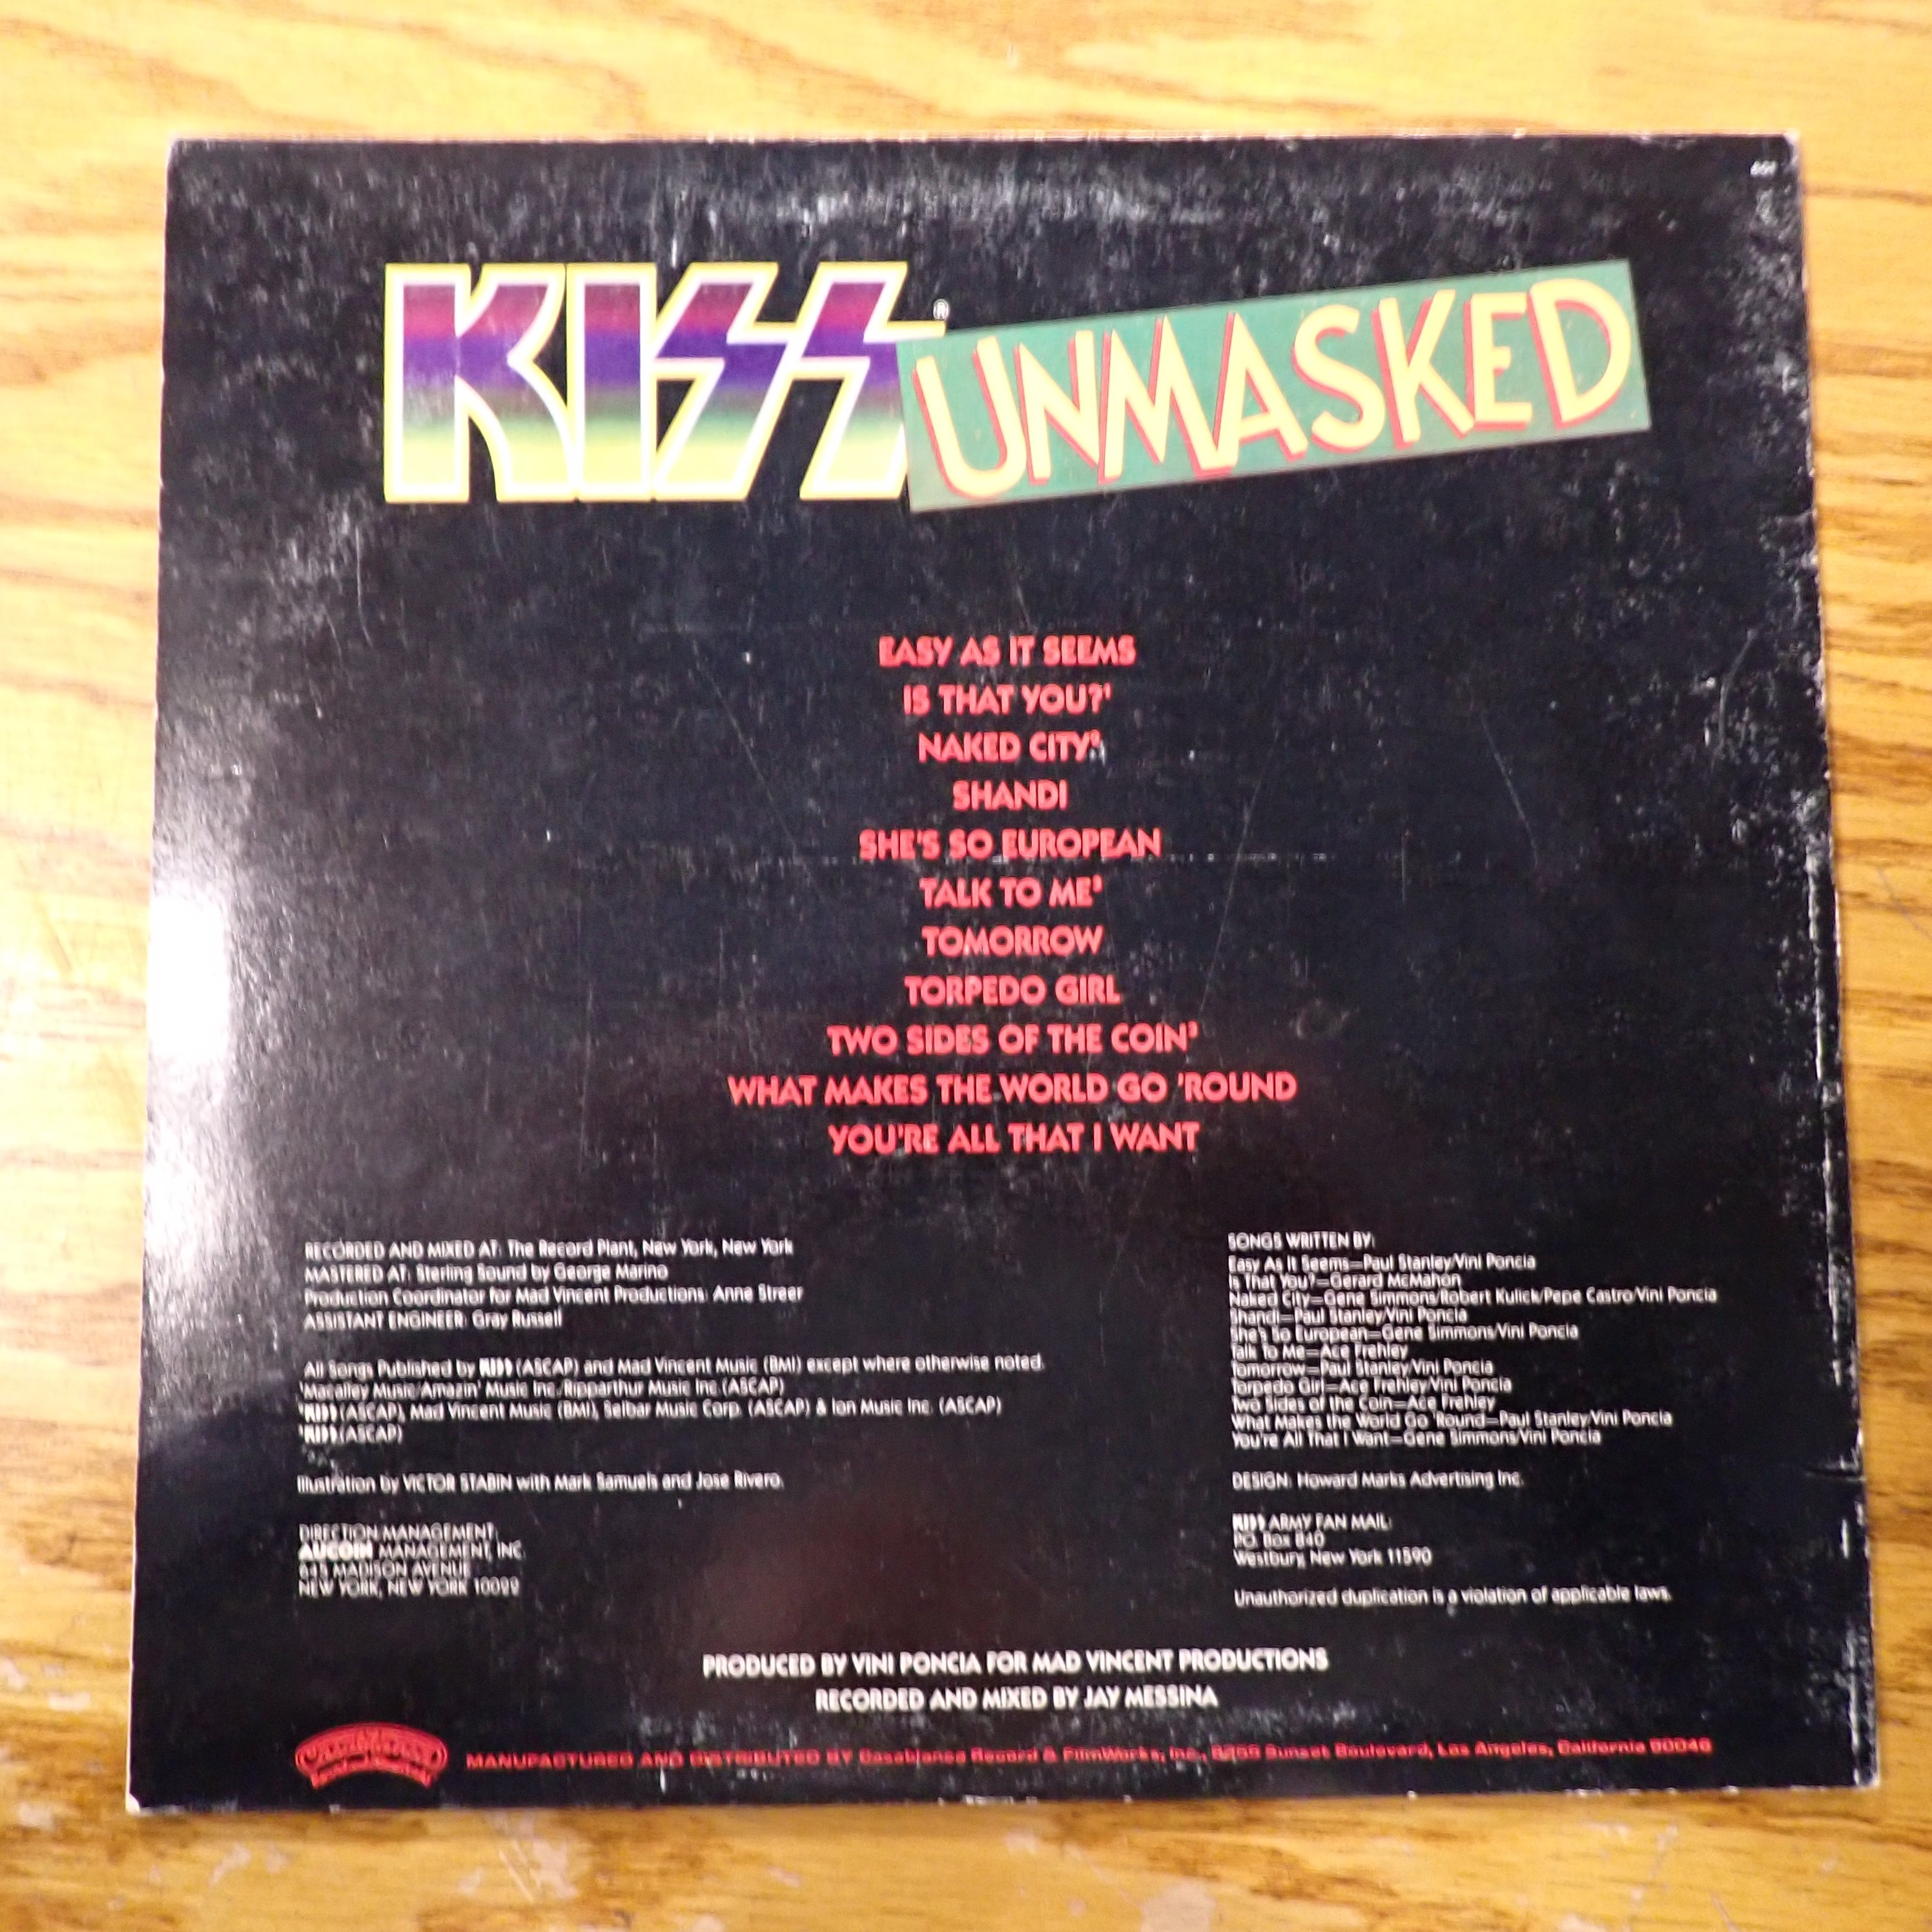 KISS®
UNMASKED
EASY AS IT SEEMS
IS THAT YOU?¹
NAKED CITY²
SHANDI
SHE'S SO EUROPEAN
TALK TO ME³
TOMORROW
TORPEDO GIRL
TWO SIDES OF THE COIN³
WHAT MAKES THE WORLD GO 'ROUND
YOU'RE ALL THAT I WANT
RECORDED AND MIXED AT: The Record Plant, New York, New York
MASTERED AT: Sterling Sound by George Marino
Production Coordinator for Mad Vincent Productions: Anne Streer
ASSISTANT ENGINEER: Gray Russell
All Songs Published by KISS (ASCAP) and Mad Vincent Music (BMI) except where otherwise noted.
¹Macalley Music/Amazin' Music Inc./Ripparthur Music Inc. (ASCAP)
²KISS (ASCAP), Mad Vincent Music (BMI), Selbar Music Corp. (ASCAP) & Ion Music Inc. (ASCAP)
³KISS (ASCAP)
Illustration by VICTOR STABIN with Mark Samuels and Jose Rivero.
DIRECTION MANAGEMENT:
AUCOIN MANAGEMENT, INC.
645 MADISON AVENUE
NEW YORK, NEW YORK 10022
SONGS WRITTEN BY:
Easy As It Seems—Paul Stanley/Vini Poncia
Is That You?—Gerard McMahon
Naked City—Gene Simmons/Robert Kulick/Pepe Castro/Vini Poncia
Shandi—Paul Stanley/Vini Poncia
She's So European—Gene Simmons/Vini Poncia
Talk To Me—Ace Frehley
Tomorrow—Paul Stanley/Vini Poncia
Torpedo Girl—Ace Frehley/Vini Poncia
Two Sides of the Coin—Ace Frehley
What Makes the World Go 'Round—Paul Stanley/Vini Poncia
You're All That I Want—Gene Simmons/Vini Poncia
DESIGN: Howard Marks Advertising Inc.
KISS ARMY FAN MAIL:
P.O. Box 840
Westbury, New York 11590
Unauthorized duplication is a violation of applicable laws.
PRODUCED BY VINI PONCIA FOR MAD VINCENT PRODUCTIONS
RECORDED AND MIXED BY JAY MESSINA
MANUFACTURED AND DISTRIBUTED BY Casablanca Record & FilmWorks, Inc., 8255 Sunset Boulevard, Los Angeles, California 90046